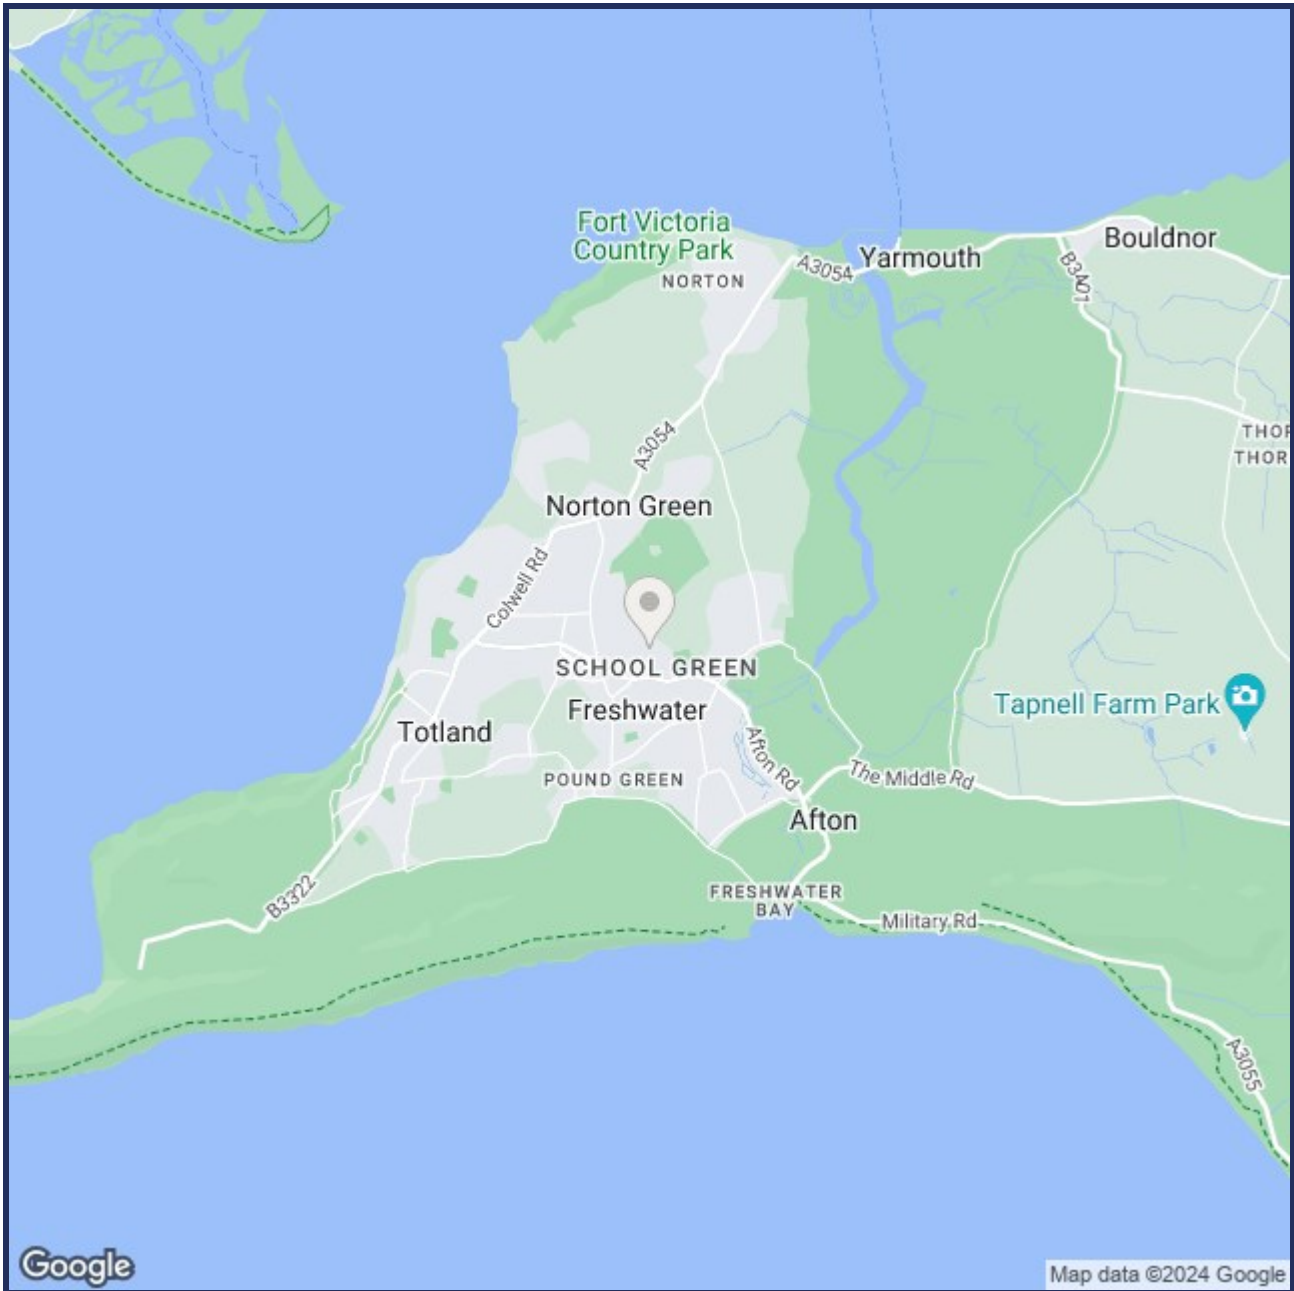 Fort Victoria
Country Park
NORTON
A3054
Yarmouth
Bouldnor
B3401
THOR
THOR
A3054
Norton Green
Colwell Rd
SCHOOL GREEN
Freshwater
Totland
Tapnell Farm Park
POUND GREEN
Afton Rd
The Middle Rd
Afton
B3322
FRESHWATER
BAY
Military Rd
A3055
Google
Map data ©2024 Google